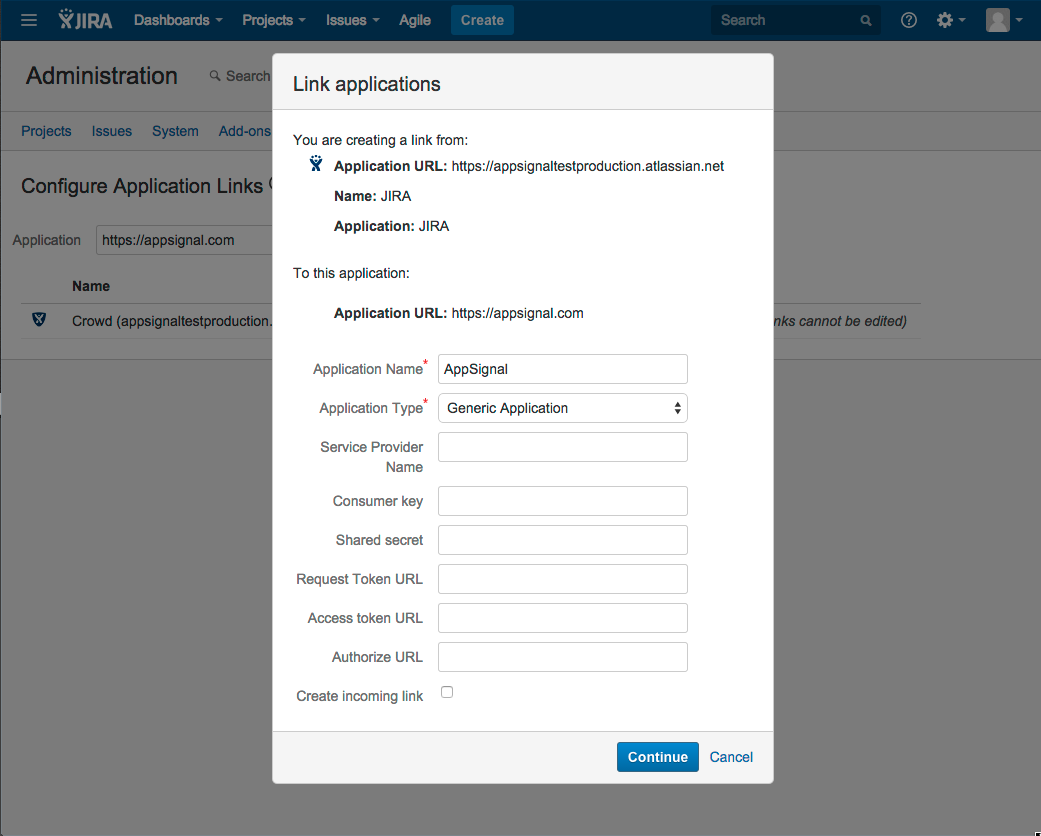 JIRA Dashboards Projects Issues Agile Create Search
Administration Search
Projects Issues System Add-ons
Configure Application Links
Application https://appsignal.com
Name
Crowd (appsignaltestproduction. cannot be edited)
Link applications
You are creating a link from:
Application URL: https://appsignaltestproduction.atlassian.net
Name: JIRA
Application: JIRA
To this application:
Application URL: https://appsignal.com
Application Name* AppSignal
Application Type* Generic Application
Service Provider
Name
Consumer key
Shared secret
Request Token URL
Access token URL
Authorize URL
Create incoming link
Continue Cancel